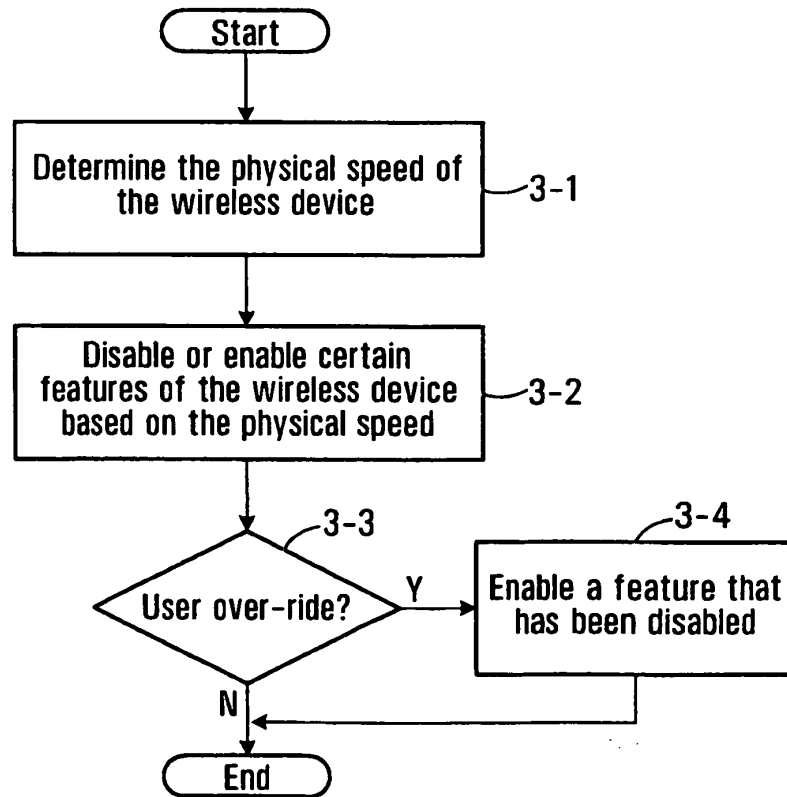 Start
Determine the physical speed of
the wireless device
3-1
Disable or enable certain
features of the wireless device
based on the physical speed
3-2
3-3
User over-ride?
Y
N
3-4
Enable a feature that
has been disabled
End